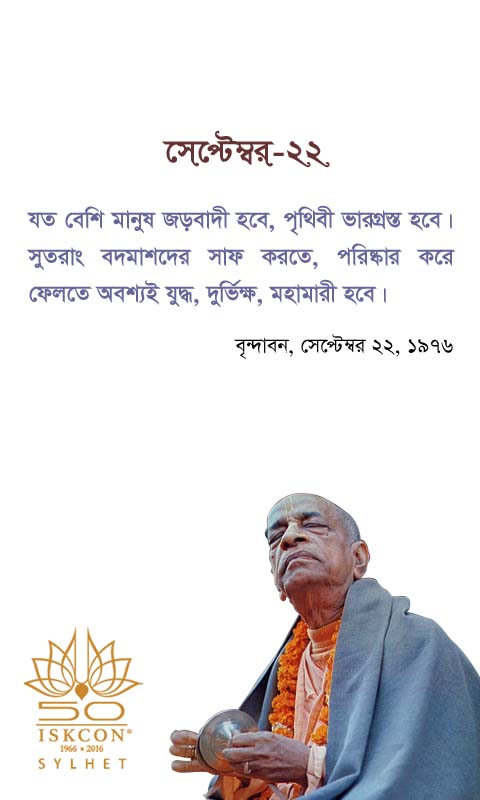 সেপ্টেম্বর-২২
যত বেশি মানুষ জড়বাদী হবে, পৃথিবী ভারগ্রস্ত হবে।
সুতরাং বদমাশদের সাফ করতে, পরিষ্কার করে
ফেলতে অবশ্যই যুদ্ধ, দুর্ভিক্ষ, মহামারী হবে।
বৃন্দাবন, সেপ্টেম্বর ২২, ১৯৭৬
50
ISKCON®
1966 • 2016
SYLHET